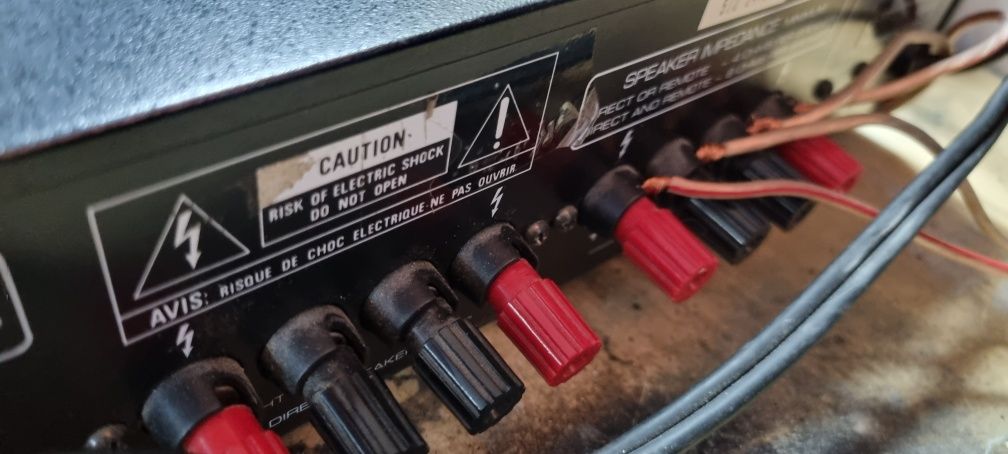 CAUTION
RISK OF ELECTRIC SHOCK
DO NOT OPEN
AVIS: RISQUE DE CHOC ELECTRIQUE-NE PAS OUVRIR
SPEAKER IMPEDANCE
DIRECT OR REMOTE
DIRECT AND REMOTE